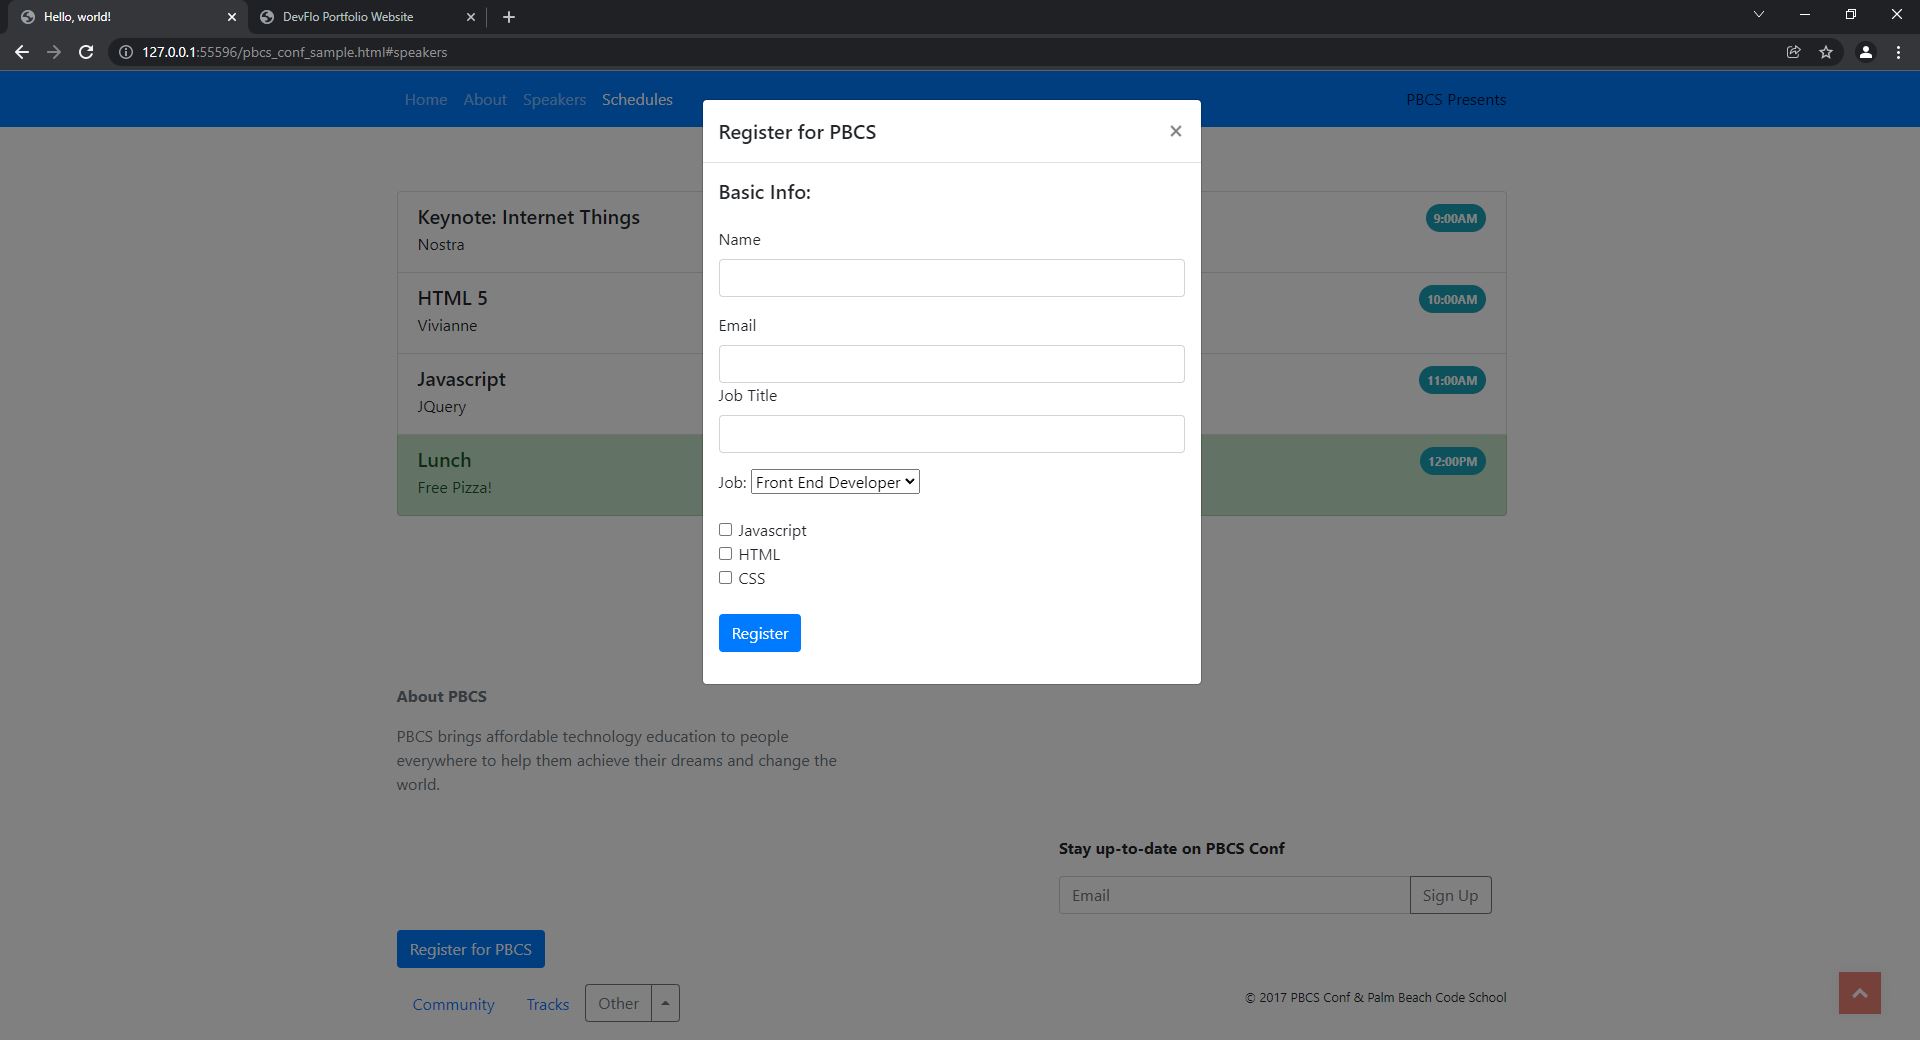 Hello, world!
DevFlo Portfolio Website
127.0.0.1:55596/pbcs_conf_sample.html#speakers
Home About Speakers Schedules
PBCS Presents
Register for PBCS ×
Basic Info:
Name
Email
Job Title
Job: Front End Developer
Javascript
HTML
CSS
Register
Keynote: Internet Things
9:00AM
Nostra
HTML 5
10:00AM
Vivianne
Javascript
11:00AM
JQuery
Lunch
12:00PM
Free Pizza!
About PBCS
PBCS brings affordable technology education to people
everywhere to help them achieve their dreams and change the
world.
Stay up-to-date on PBCS Conf
Email
Sign Up
Register for PBCS
Community Tracks Other
© 2017 PBCS Conf & Palm Beach Code School